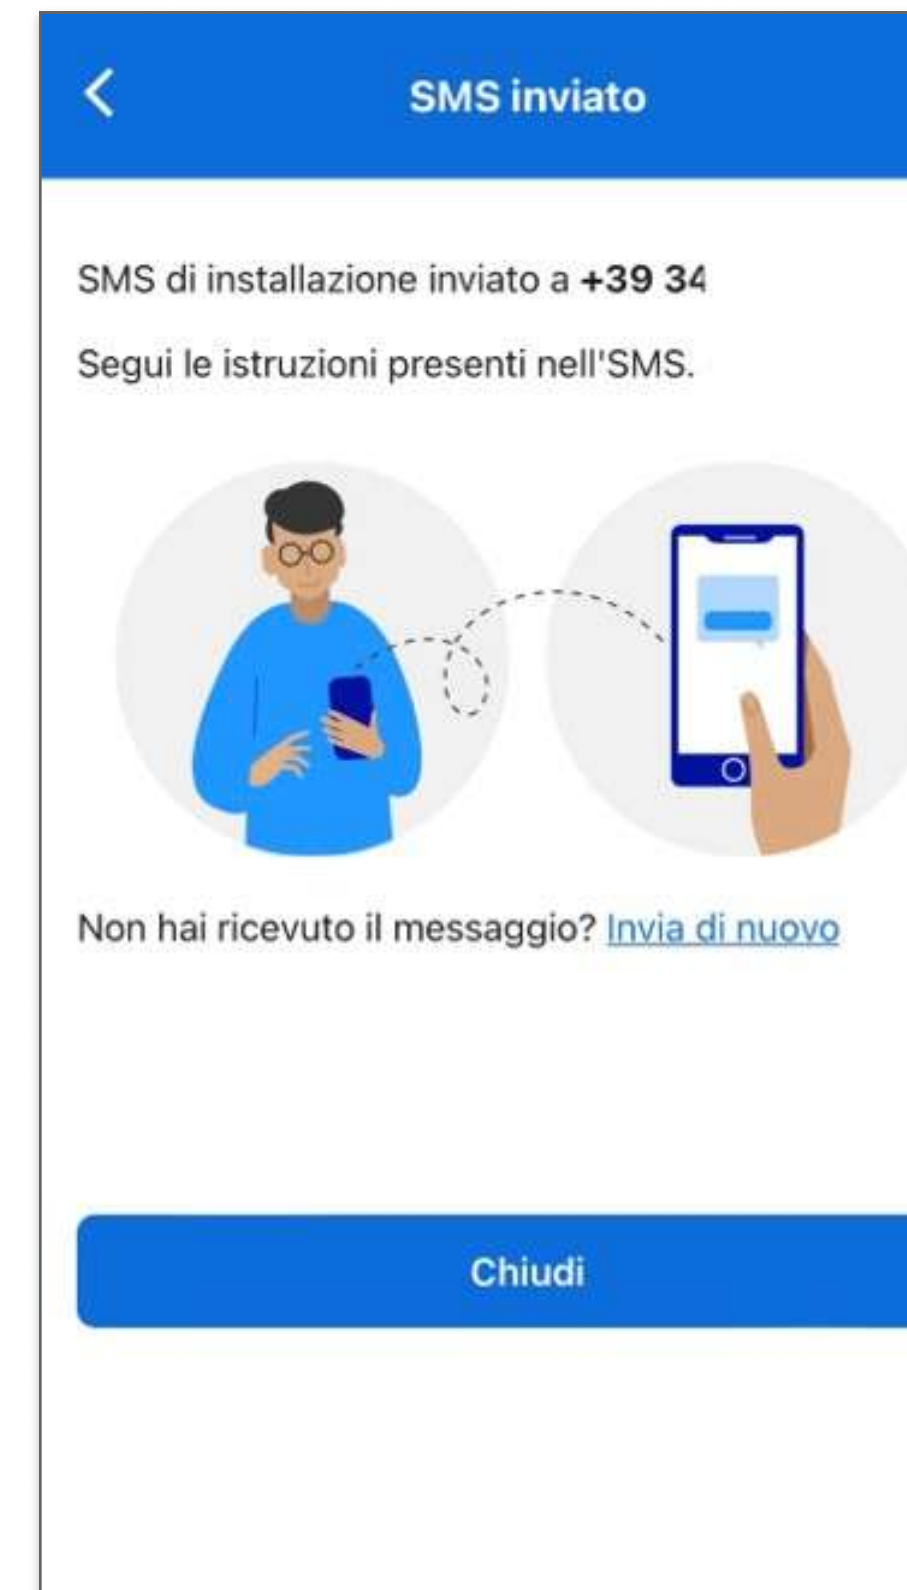 SMS inviato
SMS di installazione inviato a +39 34
Segui le istruzioni presenti nell'SMS.
Non hai ricevuto il messaggio? Invia di nuovo
Chiudi